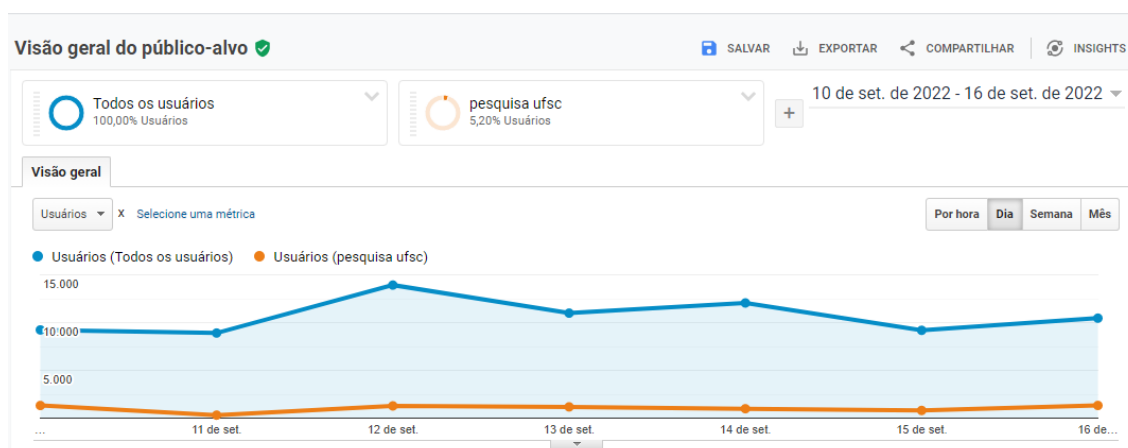 Visão geral do público-alvo
SALVAR EXPORTAR COMPARTILHAR INSIGHTS
Todos os usuários
100,00% Usuários
pesquisa ufsc
5,20% Usuários
+
10 de set. de 2022 - 16 de set. de 2022
Visão geral
Usuários X Selecione uma métrica
Por hora Dia Semana Mês
Usuários (Todos os usuários) Usuários (pesquisa ufsc)
15.000
10.000
5.000
... 11 de set. 12 de set. 13 de set. 14 de set. 15 de set. 16 de...